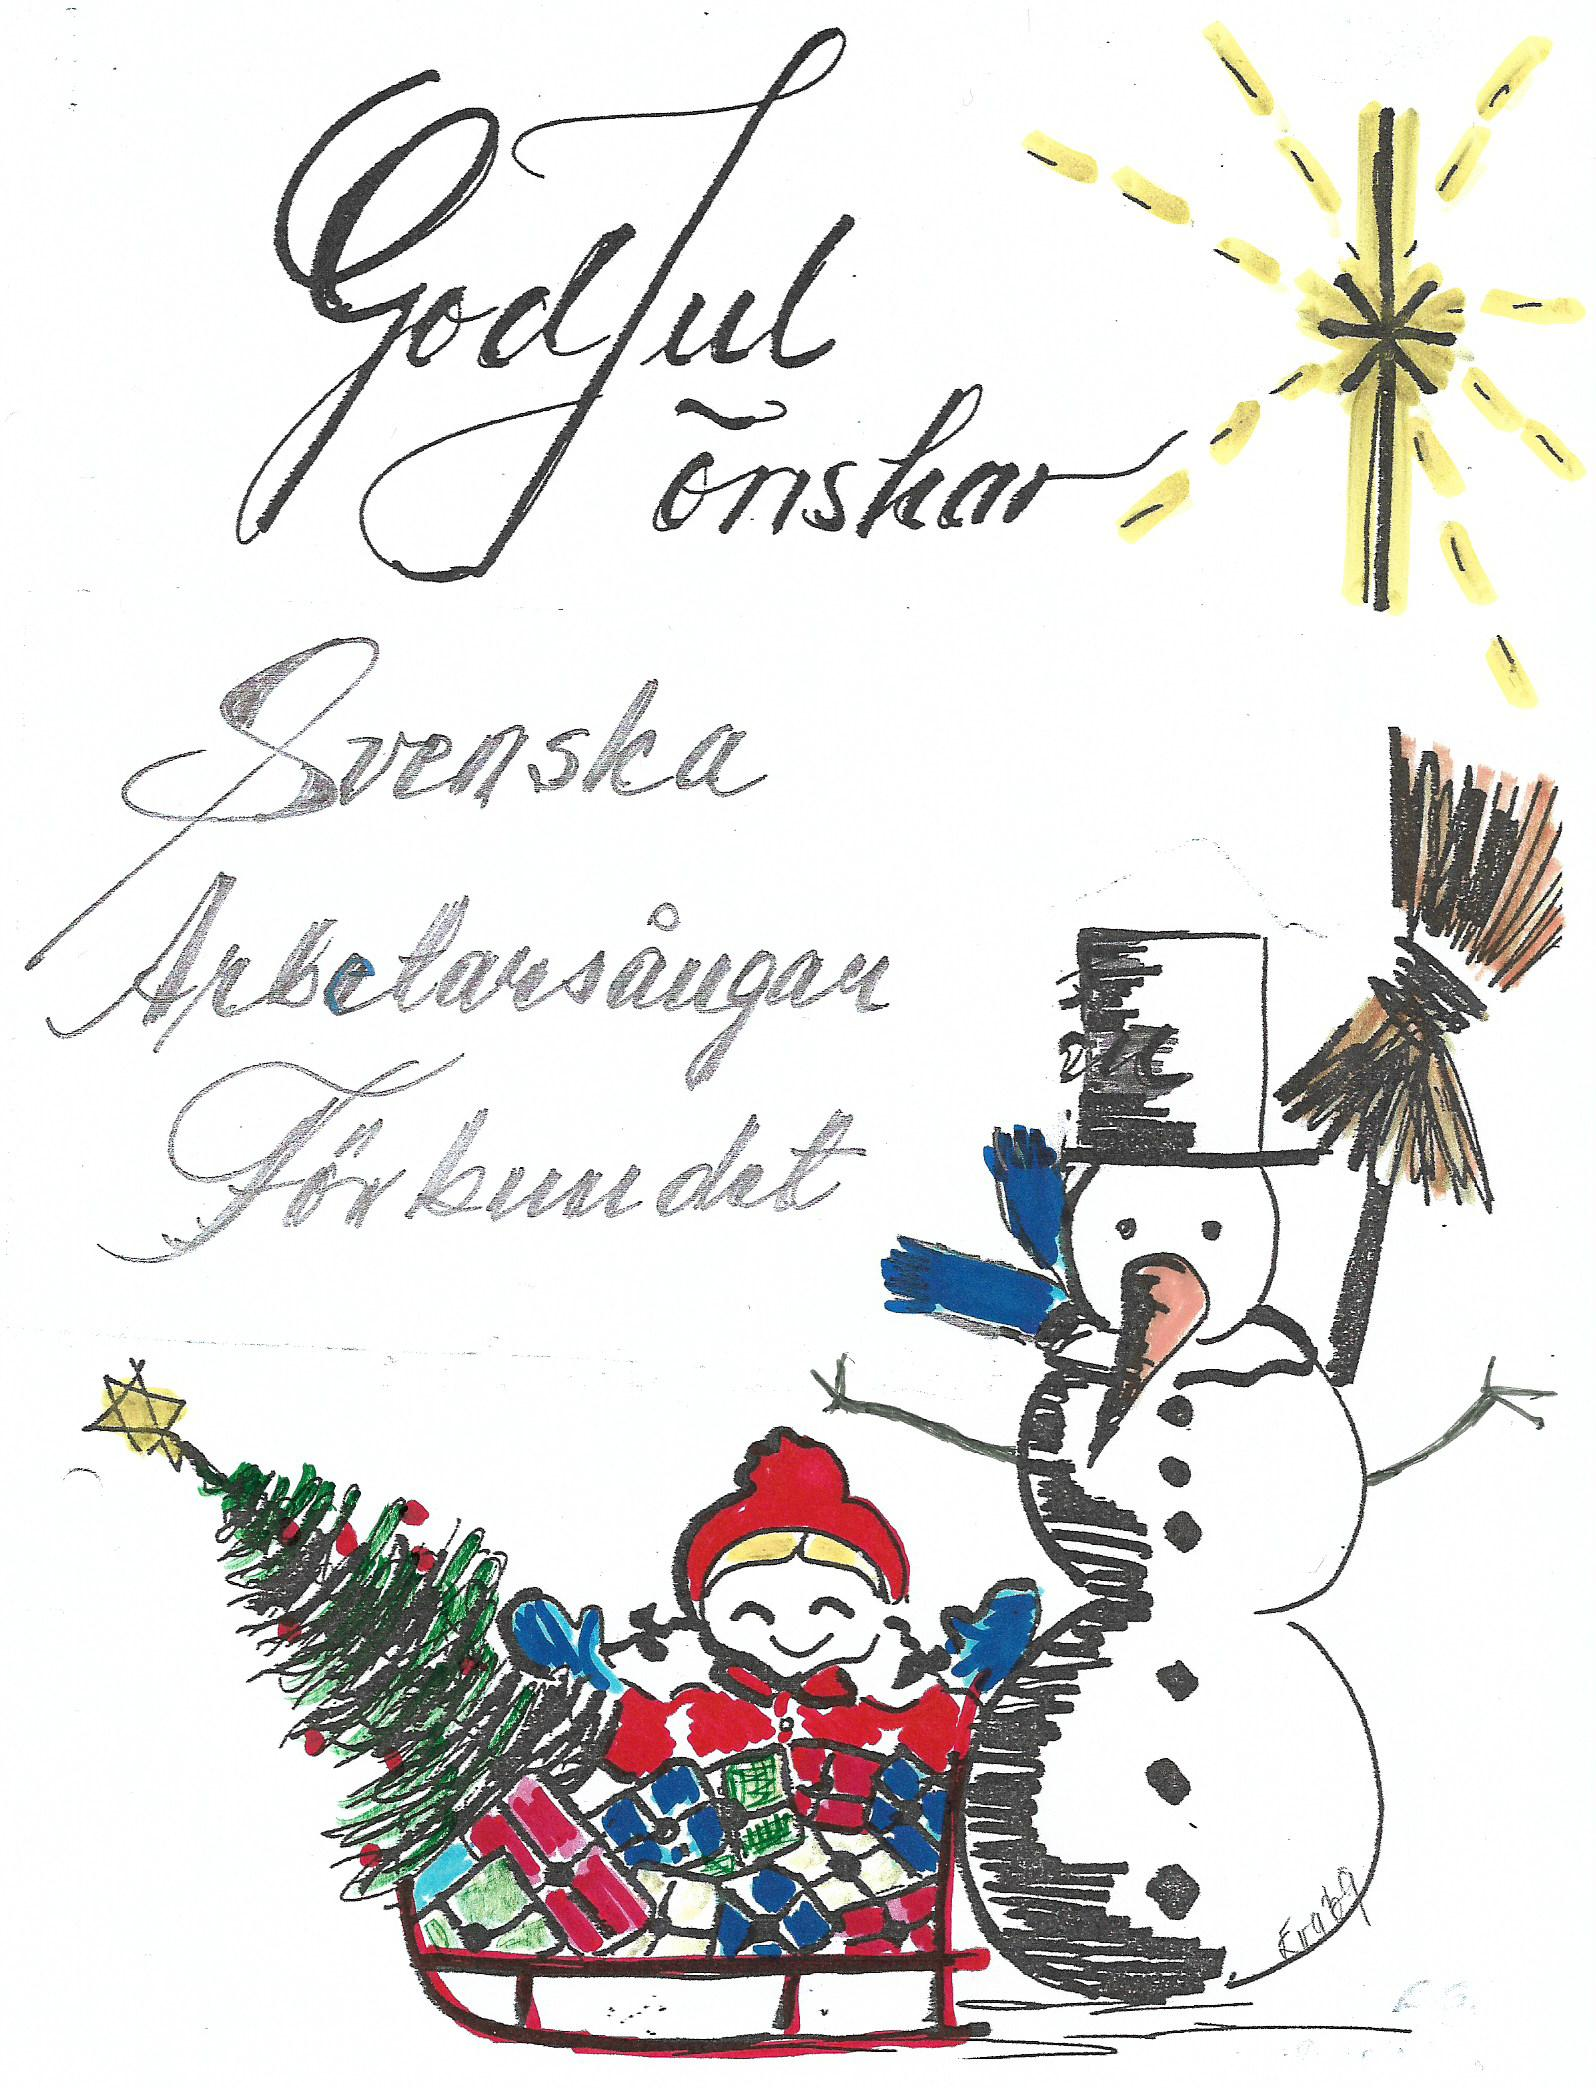 God Jul
önskar
Svenska
Arbetarsångar
Förbundet